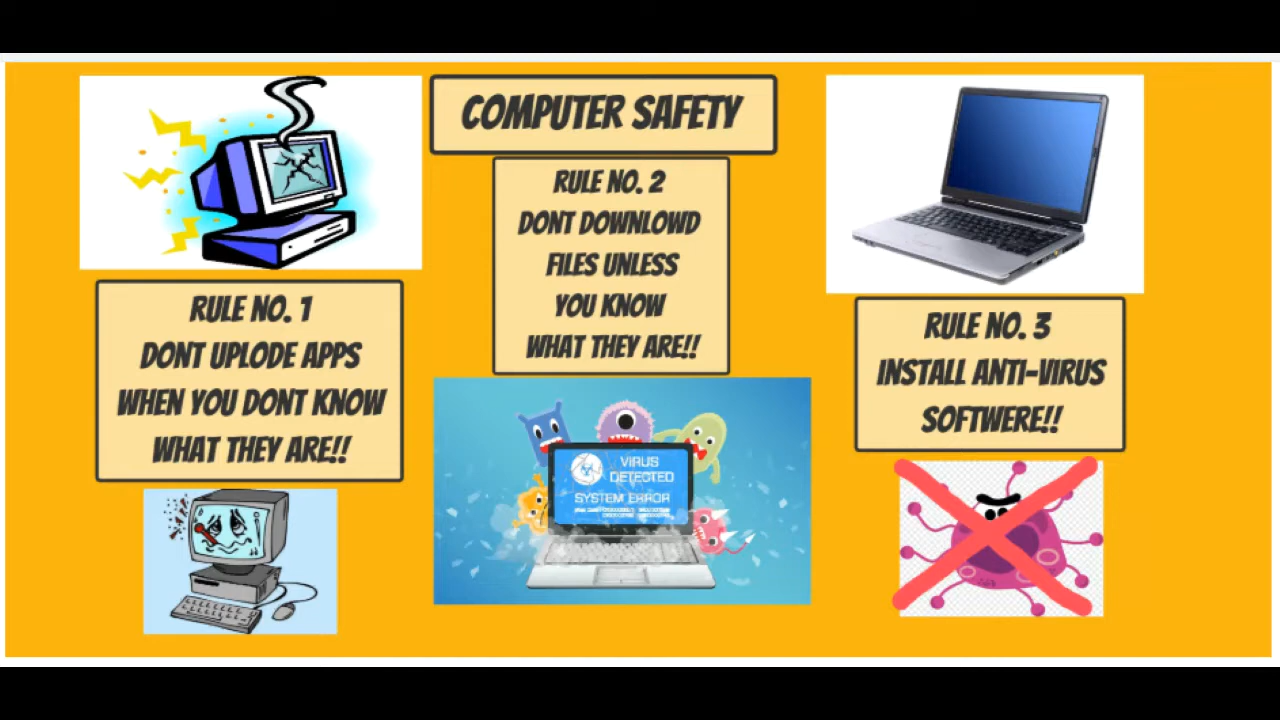 COMPUTER SAFETY
RULE NO. 1
DONT UPLODE APPS
WHEN YOU DONT KNOW
WHAT THEY ARE!!
RULE NO. 2
DONT DOWNLOWD
FILES UNLESS
YOU KNOW
WHAT THEY ARE!!
RULE NO. 3
INSTALL ANTI-VIRUS
SOFTWERE!!
VIRUS
DETECTED
SYSTEM ERROR